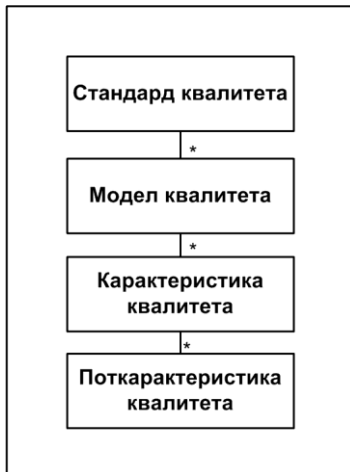 Стандард квалитета
*
Модел квалитета
*
Карактеристика
квалитета
*
Поткарактеристика
квалитета